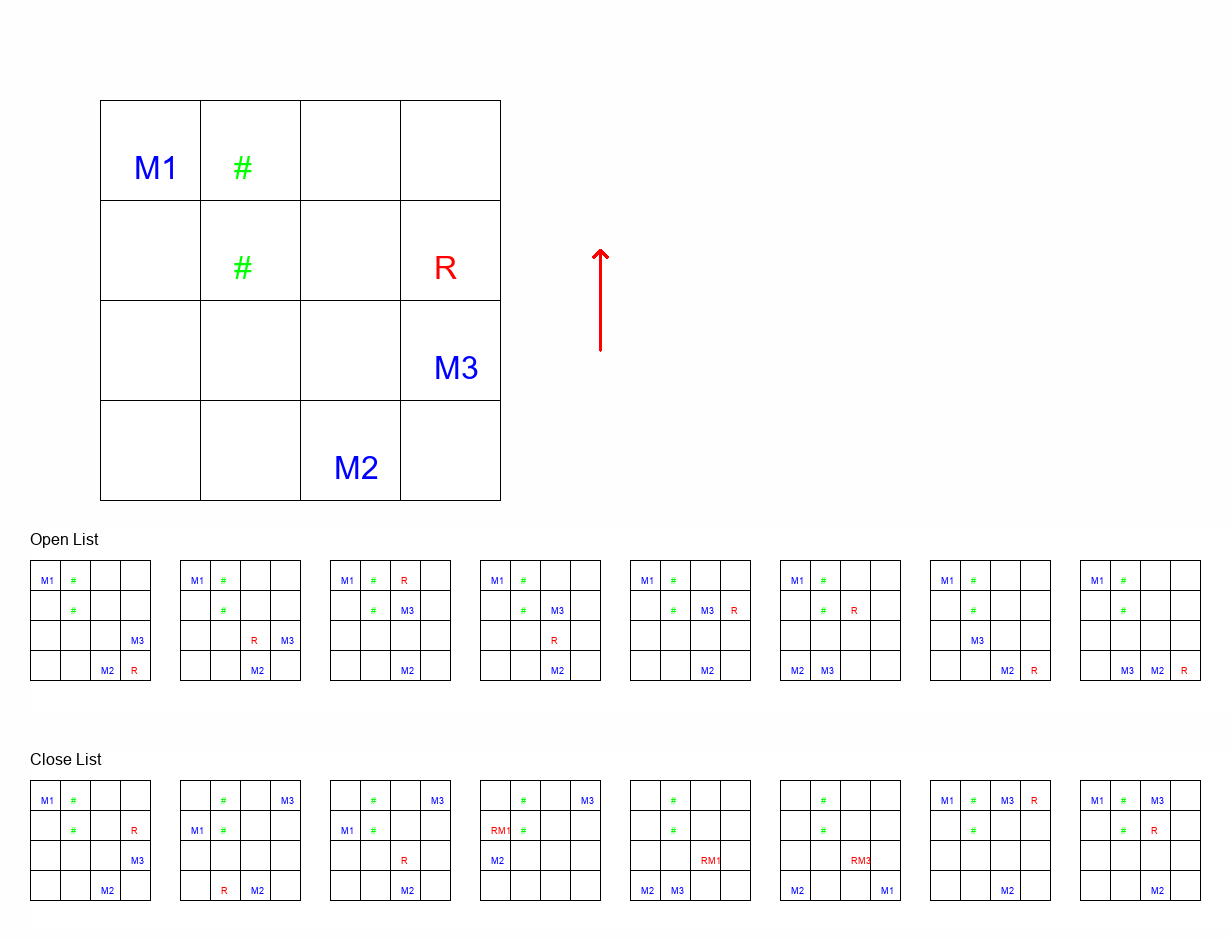 M1 #
# R
M3
M2
Open List
M1 # M1 # M1 # R M1 # M1 # M1 # M1 # M1 #
# # # M3 # M3 # M3 R # R # #
M3 R M3 R M3
M2 R M2 M2 M2 M2 M2 M3 M2 R M3 M2 R
Close List
M1 # # M3 # M3 # M3 # # M1 # M3 R M1 # M3
# R M1 # M1 # RM1 # # # # # R
M3 R M2 RM1 RM3
M2 R M2 M2 M2 M3 M2 M1 M2 M2